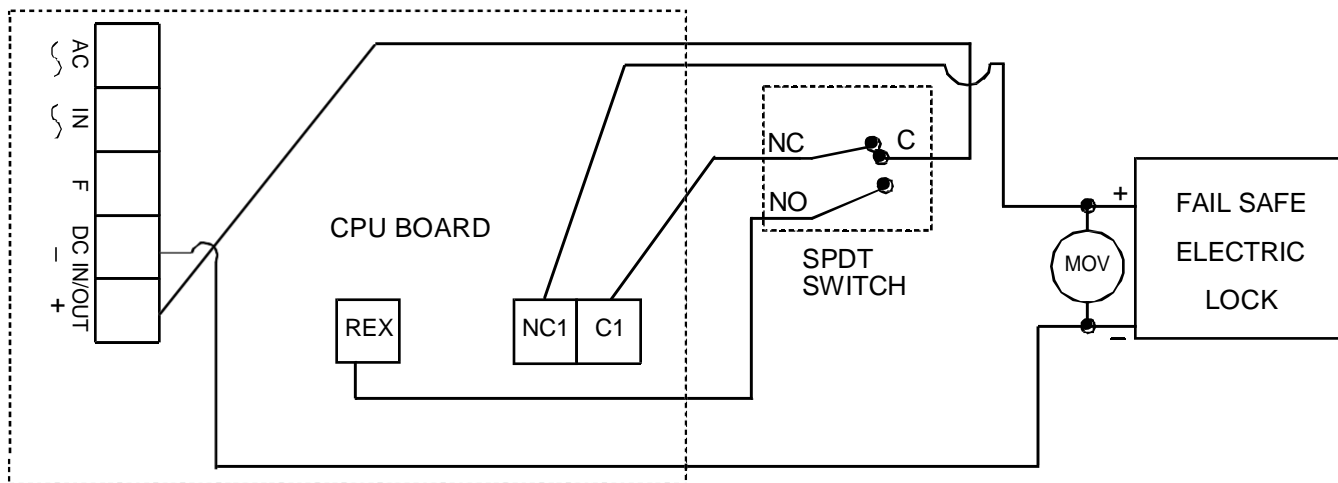 AC
IN
F
DC IN/OUT
–
+
CPU BOARD
REX
NC1
C1
NC
C
NO
SPDT
SWITCH
+
MOV
–
FAIL SAFE
ELECTRIC
LOCK